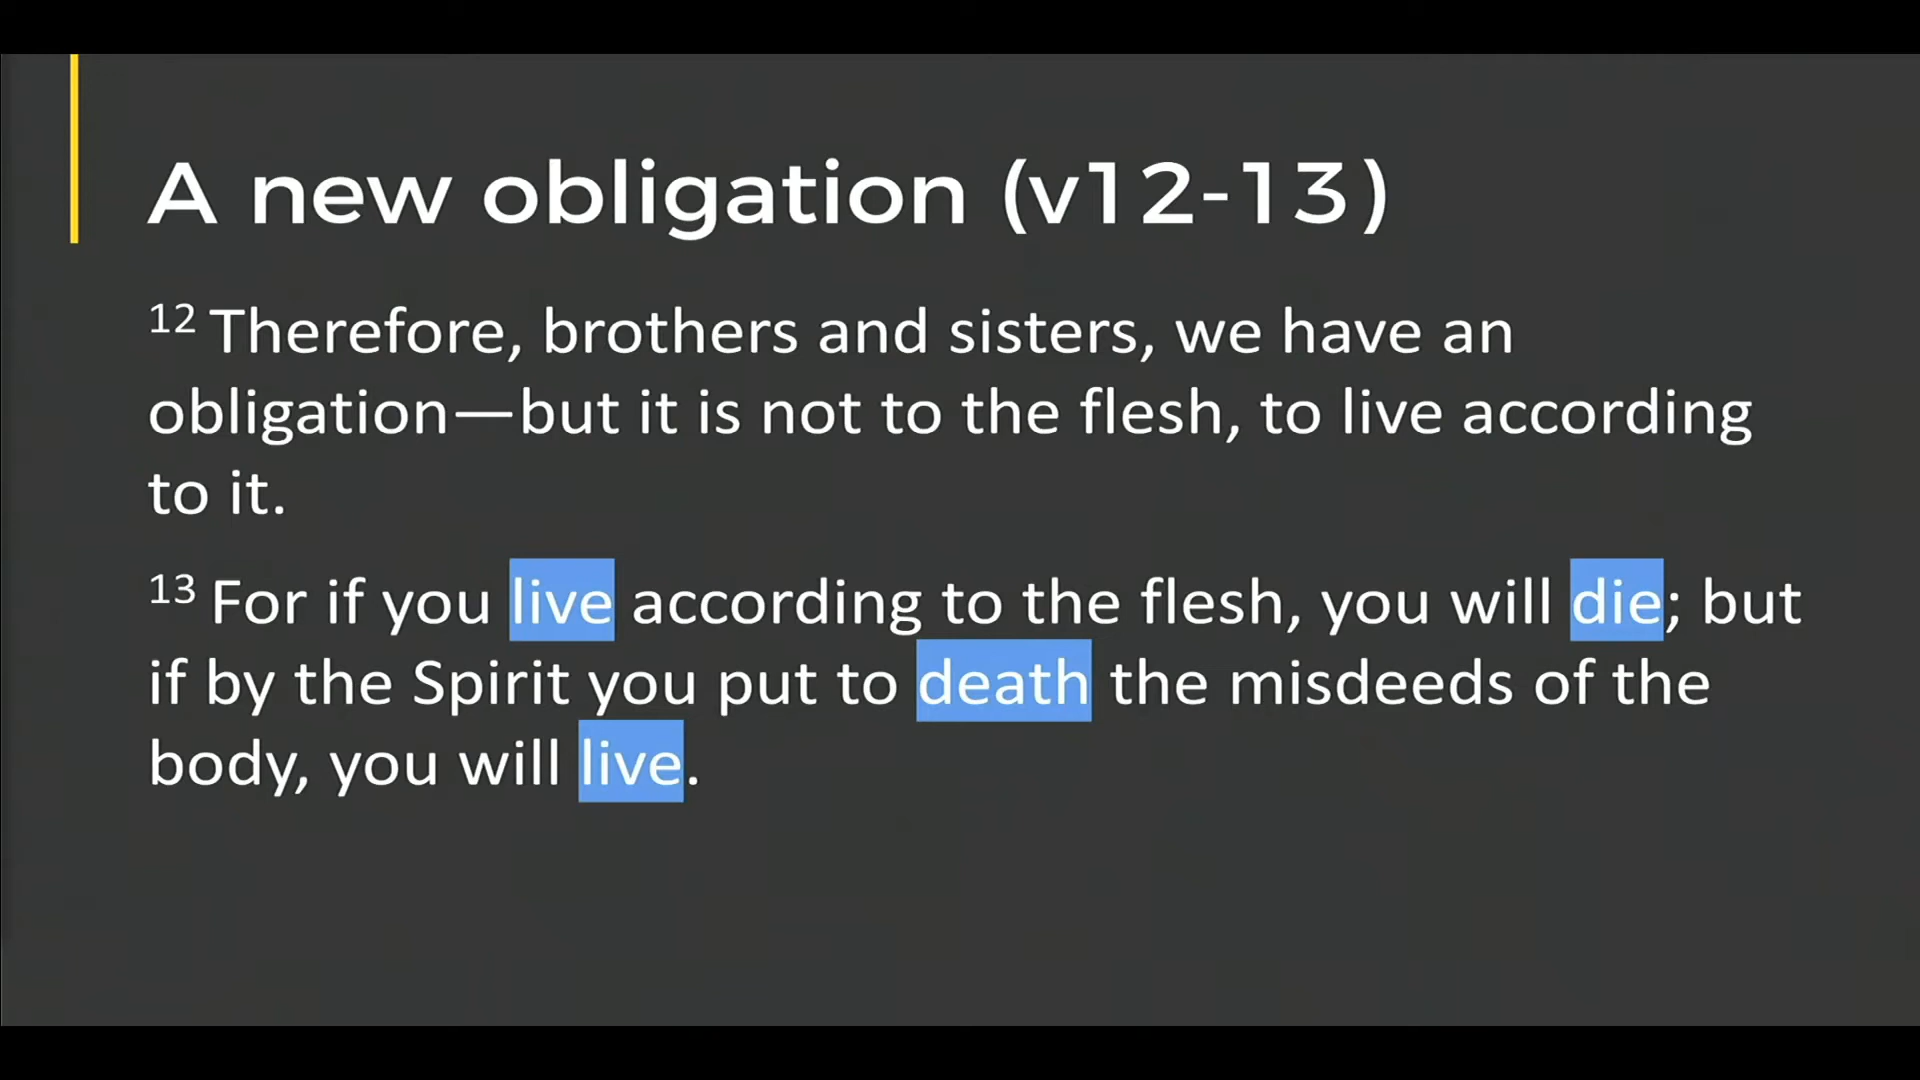 A new obligation (v12-13)
12 Therefore, brothers and sisters, we have an
obligation—but it is not to the flesh, to live according
to it.
13 For if you live according to the flesh, you will die; but
if by the Spirit you put to death the misdeeds of the
body, you will live.